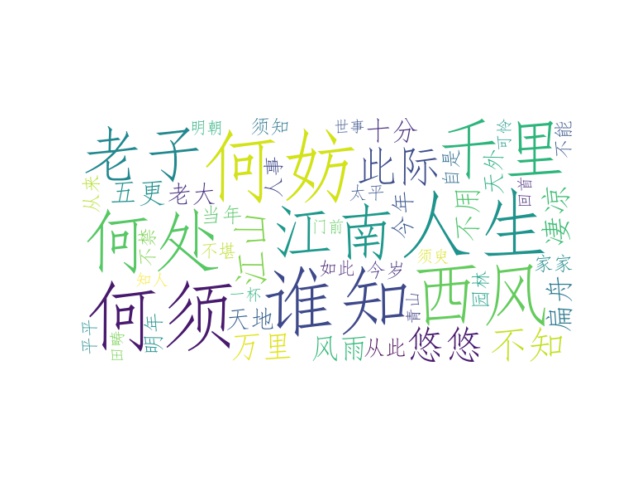 明朝
须知
世事
十分
不能
老子
何妨
此际
千里
可怜
自是
天外
从来
五更
老大
人事
太平
今年
不用
回首
凄凉
何处
不禁
当年
不堪
江山
江南
门前
人生
如此
今岁
须臾
家家
知人
何须
一杯
谁知
青山
西风
园林
扁舟
平平
田畴
明年
天地
万里
风雨
从此
悠悠
不知